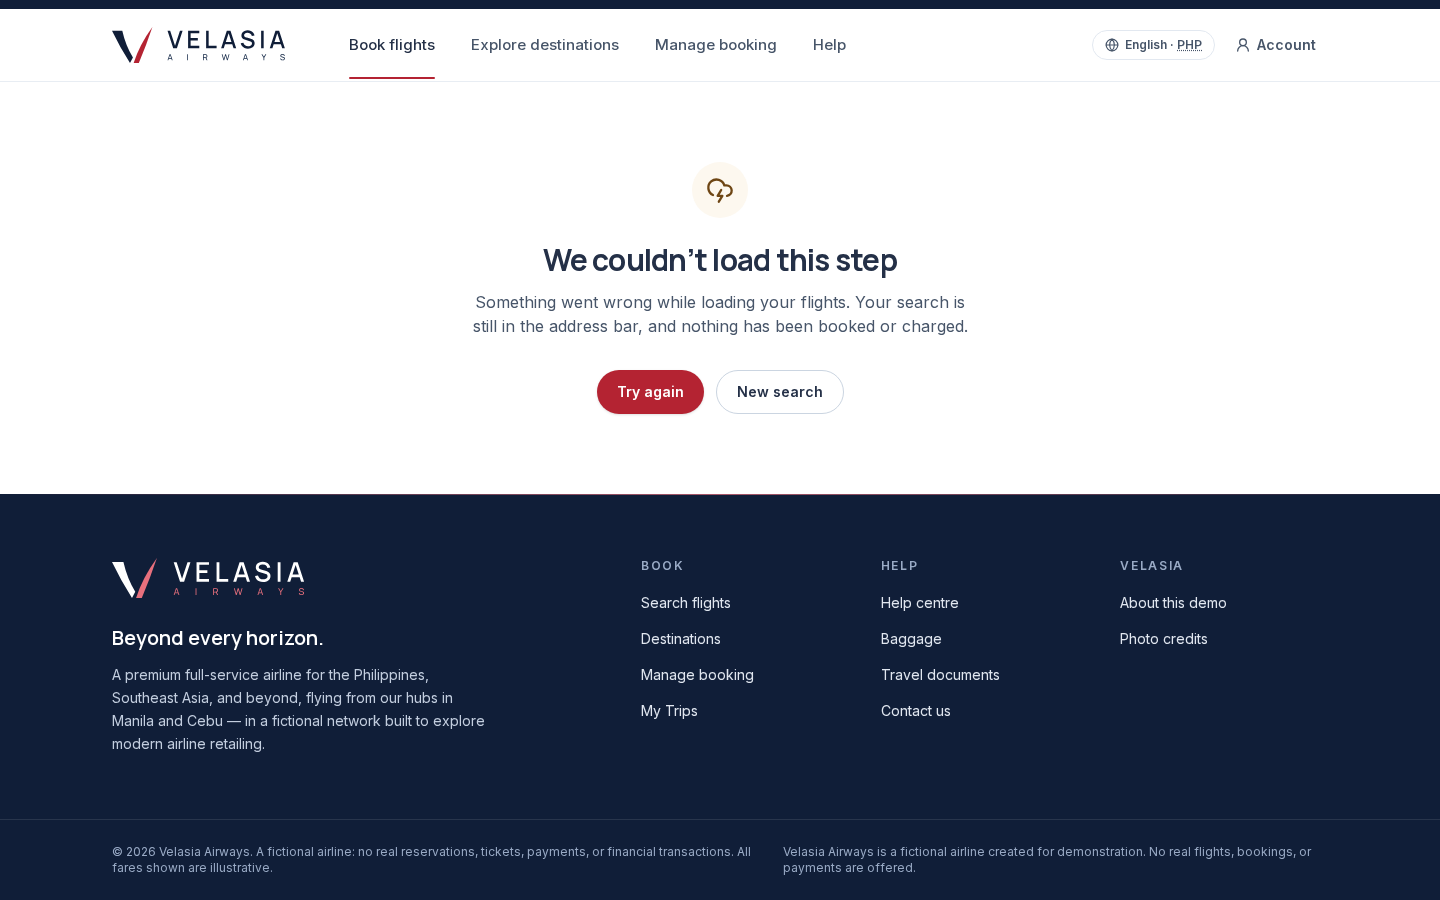 VELASIA
AIRWAYS
Book flights
Explore destinations
Manage booking
Help
English · PHP
Account
We couldn’t load this step
Something went wrong while loading your flights. Your search is
still in the address bar, and nothing has been booked or charged.
Try again
New search
VELASIA
AIRWAYS
Beyond every horizon.
A premium full-service airline for the Philippines,
Southeast Asia, and beyond, flying from our hubs in
Manila and Cebu — in a fictional network built to explore
modern airline retailing.
BOOK
Search flights
Destinations
Manage booking
My Trips
HELP
Help centre
Baggage
Travel documents
Contact us
VELASIA
About this demo
Photo credits
© 2026 Velasia Airways. A fictional airline: no real reservations, tickets, payments, or financial transactions. All
fares shown are illustrative.
Velasia Airways is a fictional airline created for demonstration. No real flights, bookings, or
payments are offered.